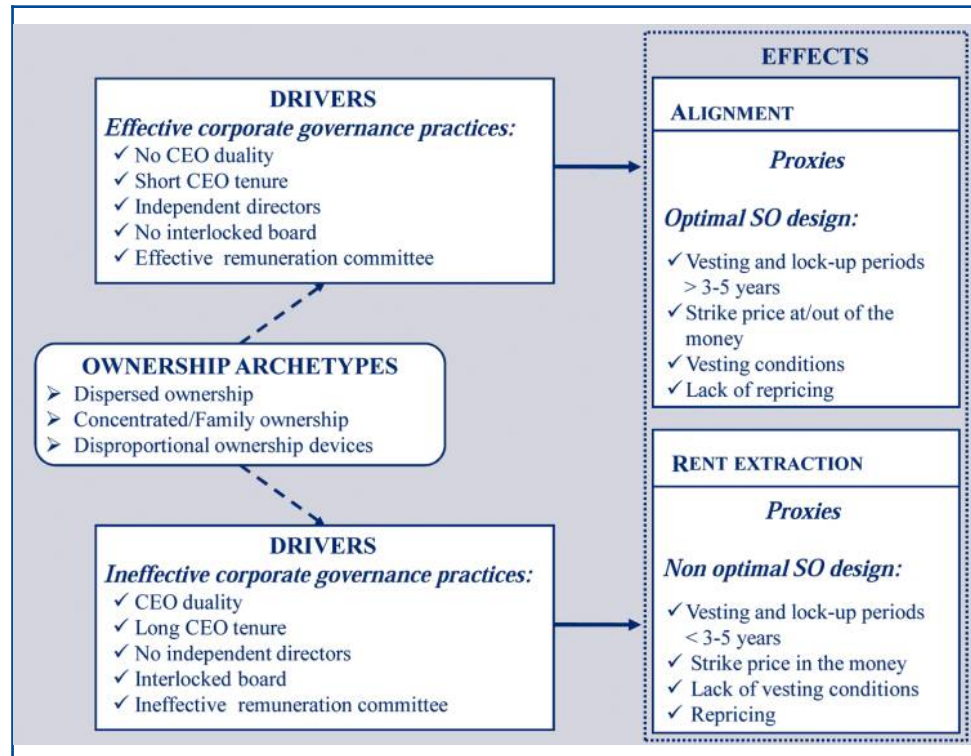 DRIVERS
Effective corporate governance practices:
✓ No CEO duality
✓ Short CEO tenure
✓ Independent directors
✓ No interlocked board
✓ Effective remuneration committee
OWNERSHIP ARCHETYPES
➢ Dispersed ownership
➢ Concentrated/Family ownership
➢ Disproportional ownership devices
DRIVERS
Ineffective corporate governance practices:
✓ CEO duality
✓ Long CEO tenure
✓ No independent directors
✓ Interlocked board
✓ Ineffective remuneration committee
EFFECTS
ALIGNMENT
Proxies
Optimal SO design:
✓ Vesting and lock-up periods
> 3-5 years
✓ Strike price at/out of the
money
✓ Vesting conditions
✓ Lack of repricing
RENT EXTRACTION
Proxies
Non optimal SO design:
✓ Vesting and lock-up periods
< 3-5 years
✓ Strike price in the money
✓ Lack of vesting conditions
✓ Repricing